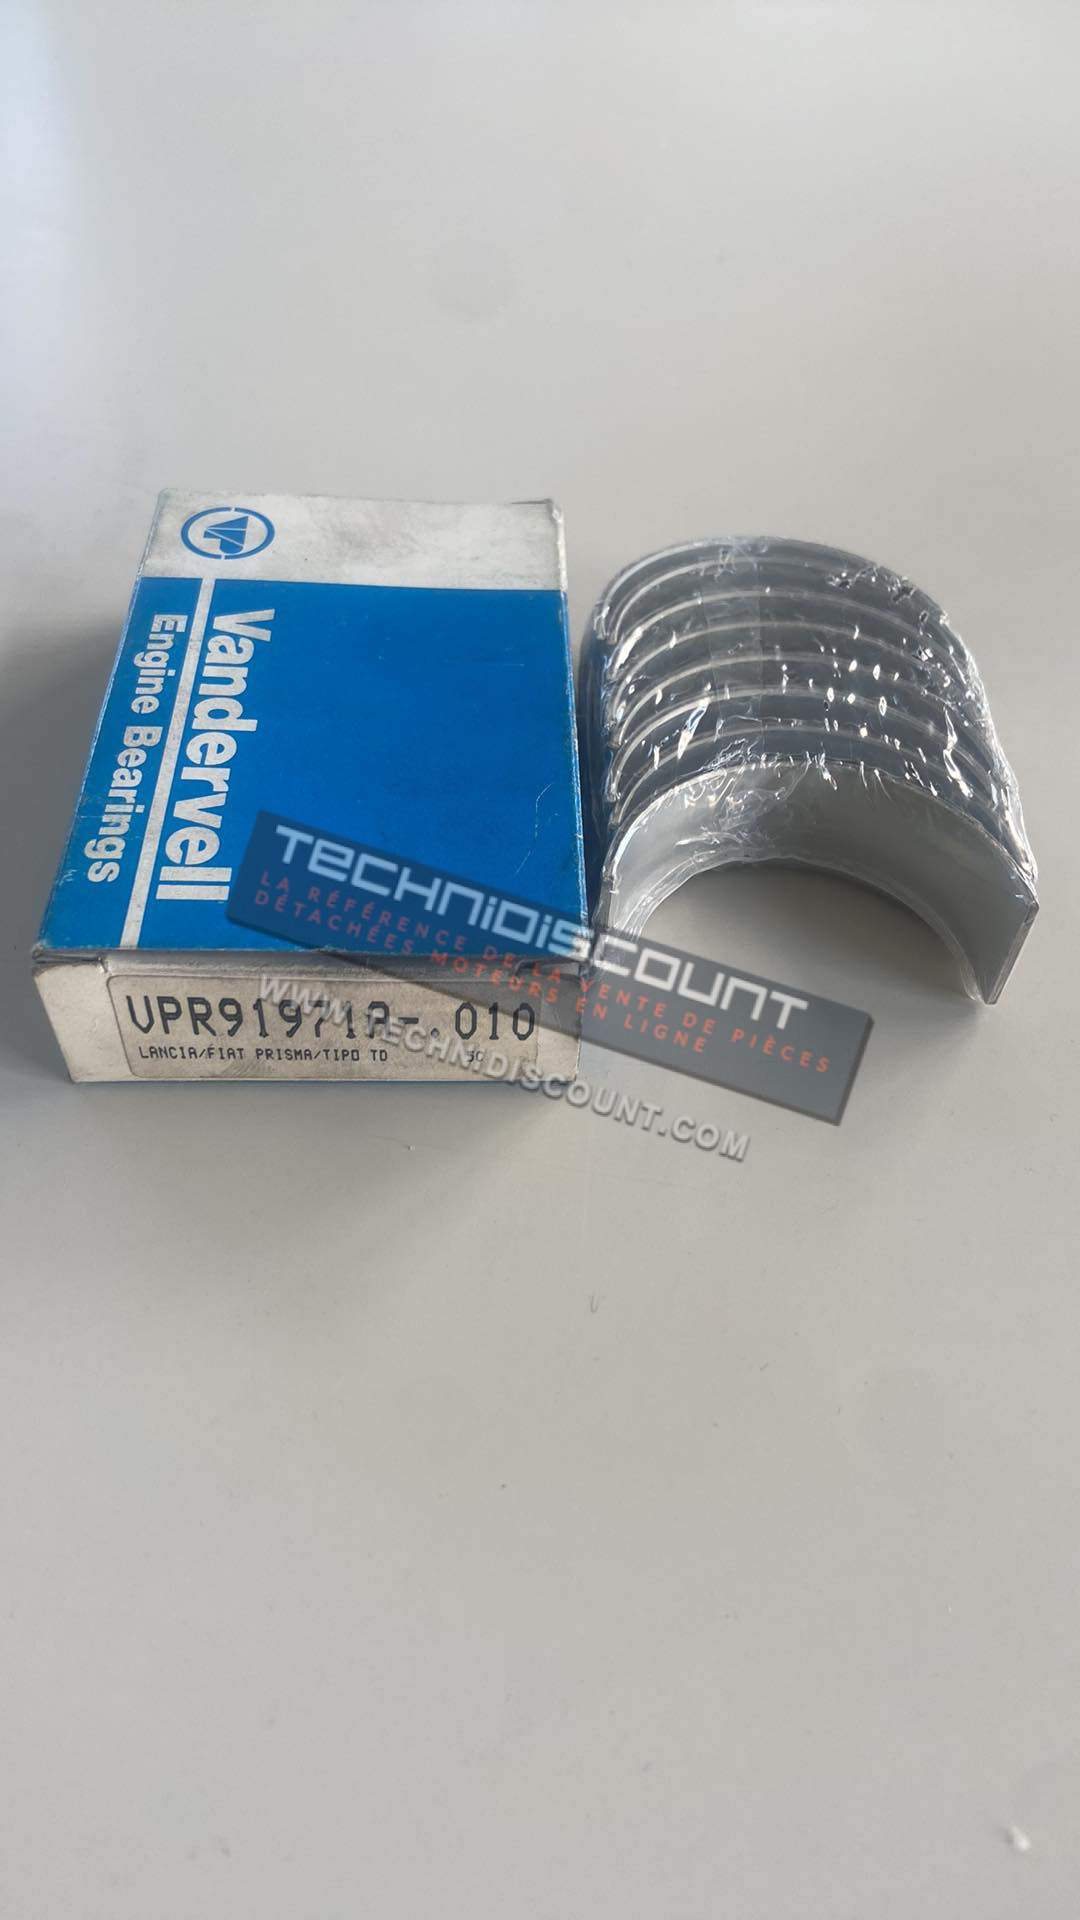 VP
Vandervell
Engine Bearings
VPR91971A-.010
LANCIA/FIAT PRISMA/TIPO TD
TECHNIDISCOUNT
LA RÉFÉRENCE DE LA VENTE DE PIÈCES
DÉTACHÉES MOTEURS EN LIGNE
WWW.TECHNIDISCOUNT.COM